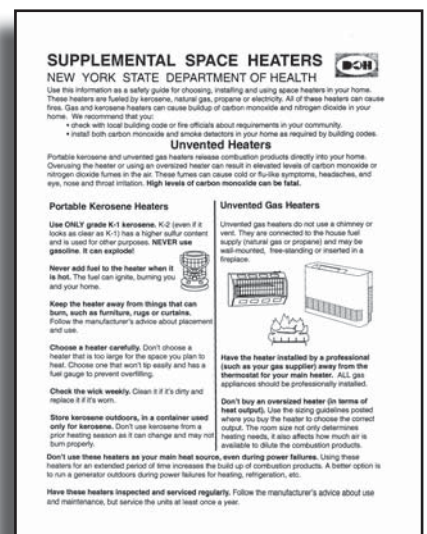 SUPPLEMENTAL SPACE HEATERS
DOH
NEW YORK STATE DEPARTMENT OF HEALTH
Use this information as a safety guide for choosing, installing and using space heaters in your home.
These heaters are fueled by kerosene, natural gas, propane or electricity. All of these heaters can cause
fires. Gas and kerosene heaters can cause buildup of carbon monoxide and nitrogen dioxide in your
home. We recommend that you:
• check with local building code or fire officials about requirements in your community.
• install both carbon monoxide and smoke detectors in your home as required by building codes.
Unvented Heaters
Portable kerosene and unvented gas heaters release combustion products directly into your home.
Overusing the heater or using an oversized heater can result in elevated levels of carbon monoxide or
nitrogen dioxide fumes in the air. These fumes can cause cold or flu-like symptoms, headaches, and
eye, nose and throat irritation. High levels of carbon monoxide can be fatal.
Portable Kerosene Heaters
Use ONLY grade K-1 kerosene. K-2 (even if it
looks as clear as K-1) has a higher sulfur content
and is used for other purposes. NEVER use
gasoline. It can explode!
Never add fuel to the heater when it
is hot. The fuel can ignite, burning you
and your home.
Keep the heater away from things that can
burn, such as furniture, rugs or curtains.
Follow the manufacturer's advice about placement
and use.
Choose a heater carefully. Don't choose a
heater that is too large for the space you plan to
heat. Choose one that won't tip easily and has a
fuel gauge to prevent overfilling.
Check the wick weekly. Clean it if it's dirty and
replace it if it's worn.
Store kerosene outdoors, in a container used
only for kerosene. Don't use kerosene from a
prior heating season as it can change and may not
burn properly.
Unvented Gas Heaters
Unvented gas heaters do not use a chimney or
vent. They are connected to the house fuel
supply (natural gas or propane) and may be
wall-mounted, free-standing or inserted in a
fireplace.
Have the heater installed by a professional
(such as your gas supplier) away from the
thermostat for your main heater. ALL gas
appliances should be professionally installed.
Don't buy an oversized heater (in terms of
heat output). Use the sizing guidelines posted
where you buy the heater to choose the correct
output. The room size not only determines
heating needs, it also affects how much air is
available to dilute the combustion products.
Don't use these heaters as your main heat source, even during power failures. Using these
heaters for an extended period of time increases the build up of combustion products. A better option is
to run a generator outdoors during power failures for heating, refrigeration, etc.
Have these heaters inspected and serviced regularly. Follow the manufacturer's advice about use
and maintenance, but service the units at least once a year.